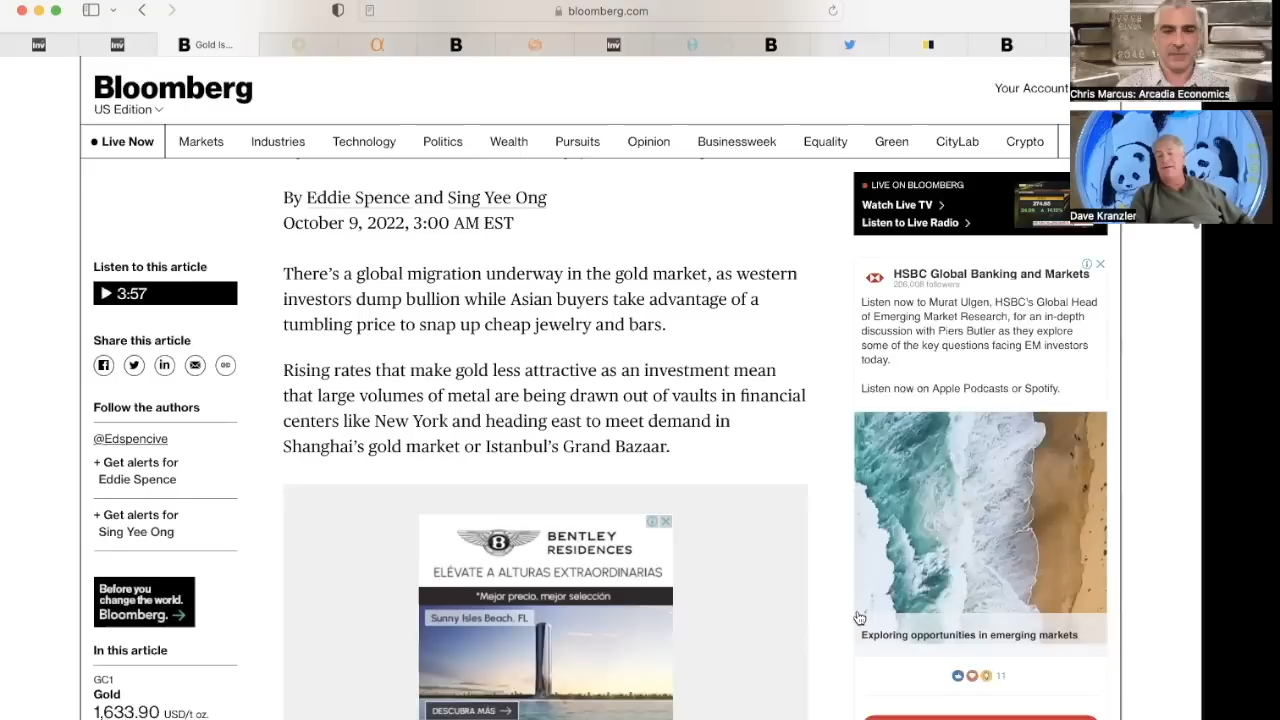 bloomberg.com
Inv
Inv
B Gold Is...
α
B
Inv
B
B
Bloomberg
US Edition
Your Account
Live Now
Markets
Industries
Technology
Politics
Wealth
Pursuits
Opinion
Businessweek
Equality
Green
CityLab
Crypto
Chris Marcus: Arcadia Economics
Dave Kranzler
By Eddie Spence and Sing Yee Ong
October 9, 2022, 3:00 AM EST
Listen to this article
3:57
Share this article
Follow the authors
@Edspencive
+ Get alerts for
Eddie Spence
+ Get alerts for
Sing Yee Ong
Before you
change the world.
Bloomberg. →
In this article
GC1
Gold
1,633.90 USD/t oz.
There's a global migration underway in the gold market, as western
investors dump bullion while Asian buyers take advantage of a
tumbling price to snap up cheap jewelry and bars.
Rising rates that make gold less attractive as an investment mean
that large volumes of metal are being drawn out of vaults in financial
centers like New York and heading east to meet demand in
Shanghai's gold market or Istanbul's Grand Bazaar.
B
BENTLEY
RESIDENCES
ELÉVATE A ALTURAS EXTRAORDINARIAS
*Mejor precio, mejor selección
Sunny Isles Beach, FL
DESCUBRA MÁS →
LIVE ON BLOOMBERG
Watch Live TV >
Listen to Live Radio >
HSBC Global Banking and Markets
206,008 followers
Listen now to Murat Ulgen, HSBC's Global Head
of Emerging Market Research, for an in-depth
discussion with Piers Butler as they explore
some of the key questions facing EM investors
today.
Listen now on Apple Podcasts or Spotify.
Exploring opportunities in emerging markets
11